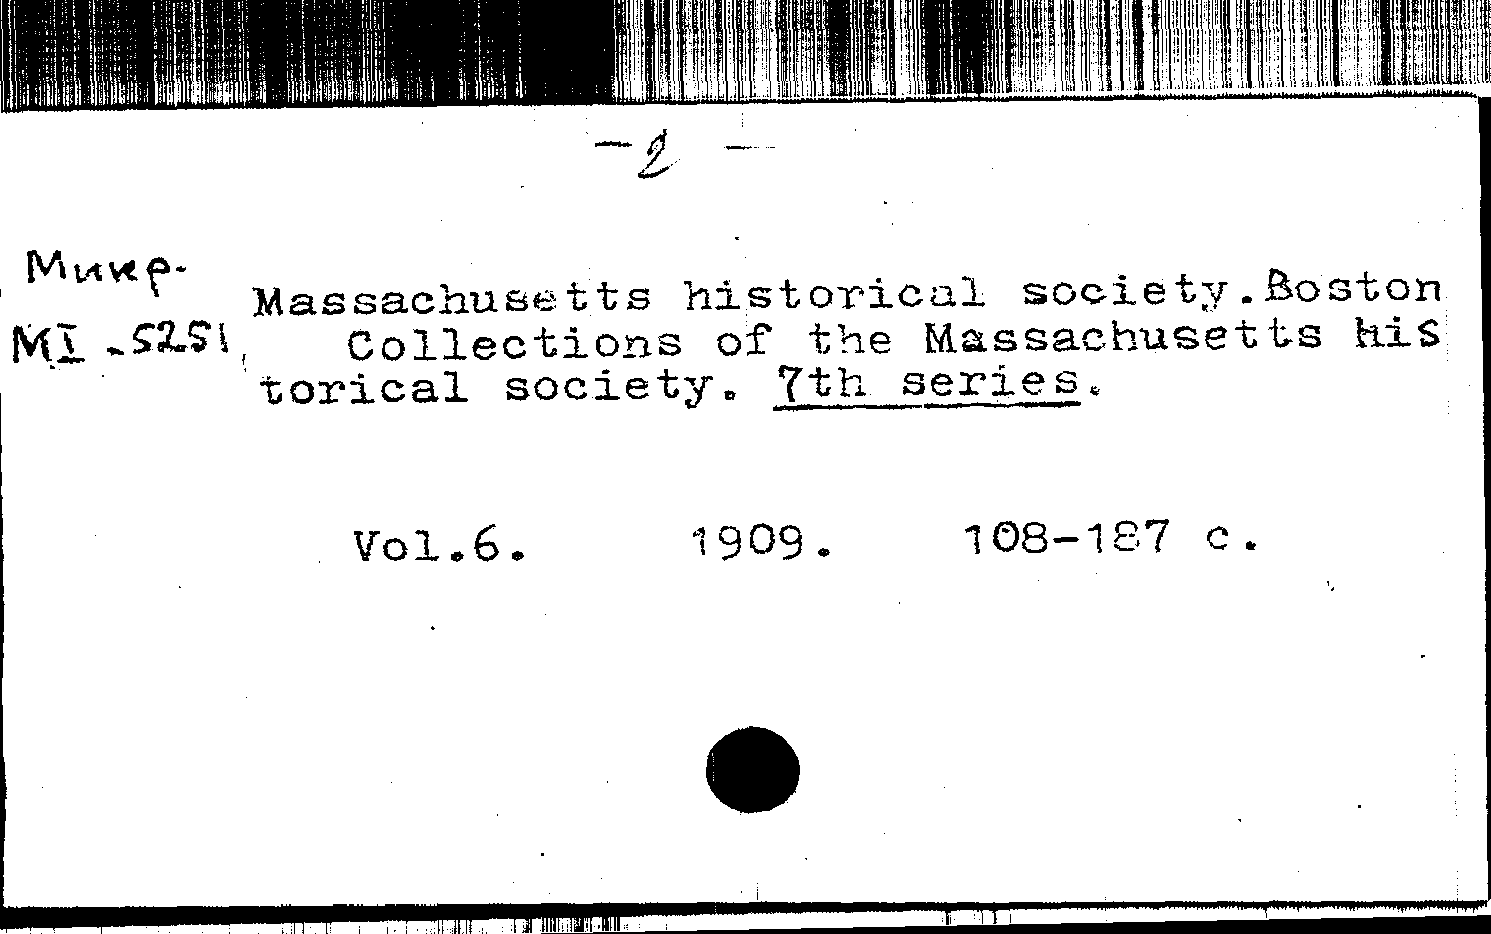 - 2 -
Микр.
MI-5251
Massachusetts historical society.Boston
Collections of the Massachusetts his
torical society. 7th series.
Vol.6. 1909. 108-187 с.